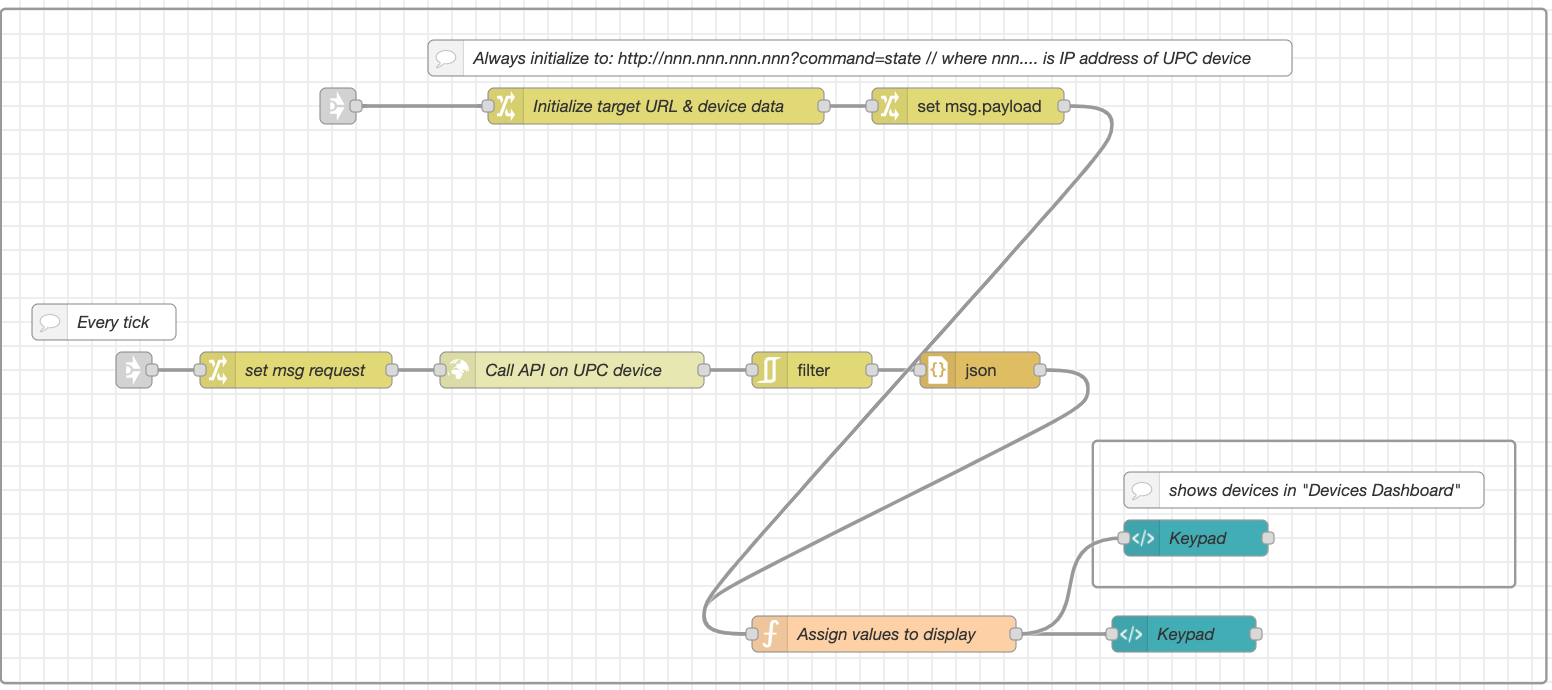 Always initialize to: http://nnn.nnn.nnn.nnn?command=state // where nnn.... is IP address of UPC device
Initialize target URL & device data
set msg.payload
Every tick
set msg request
Call API on UPC device
filter
{}
json
shows devices in "Devices Dashboard"
</>
Keypad
f
Assign values to display
</>
Keypad